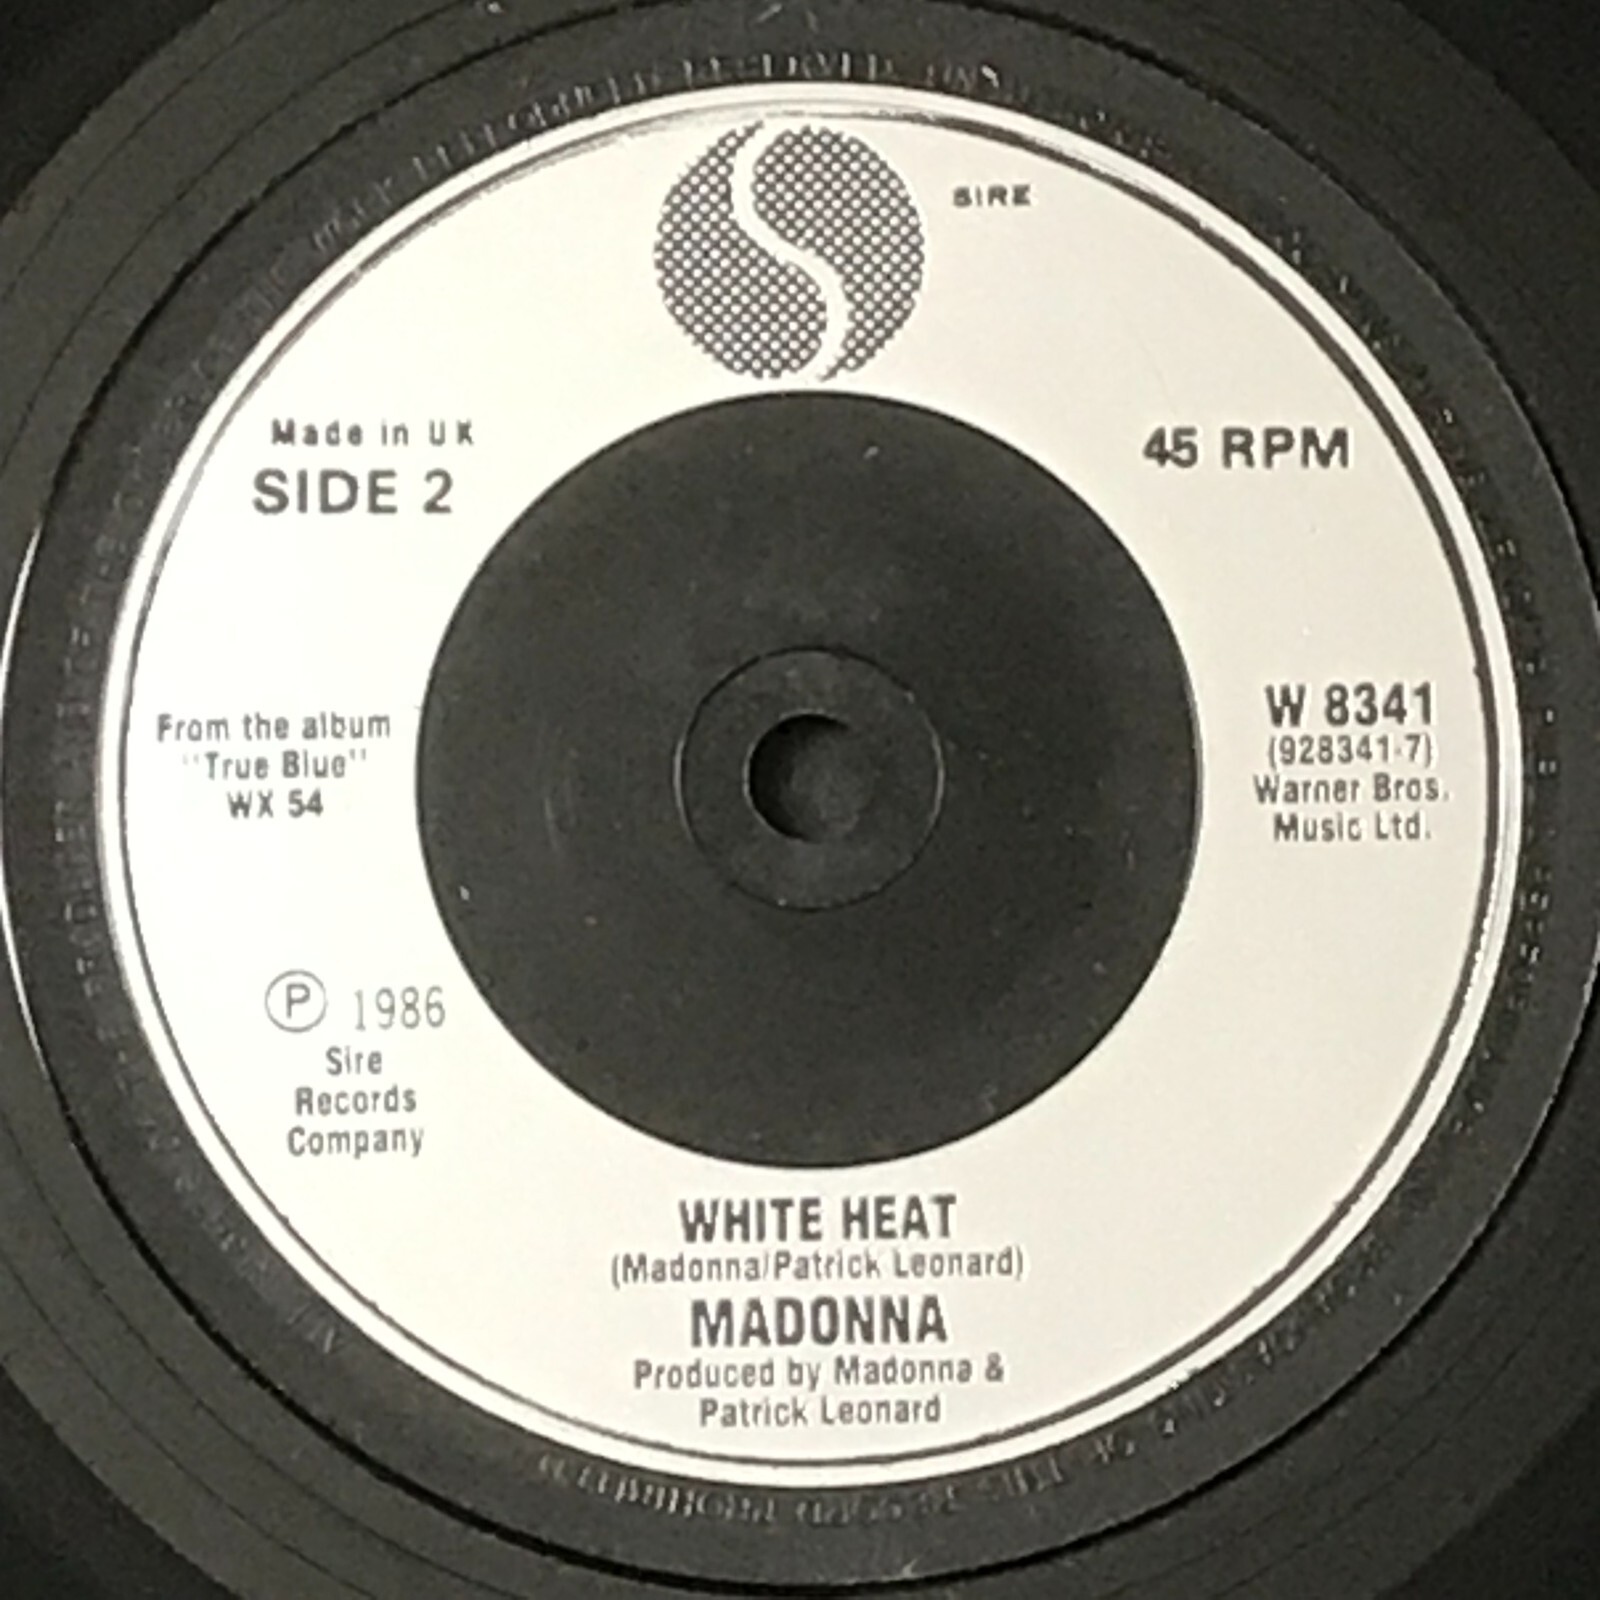 SIRE
Made in UK
SIDE 2
45 RPM
From the album
"True Blue"
WX 54
W 8341
(928341-7)
Warner Bros.
Music Ltd.
Ⓟ 1986
Sire
Records
Company
WHITE HEAT
(Madonna/Patrick Leonard)
MADONNA
Produced by Madonna &
Patrick Leonard